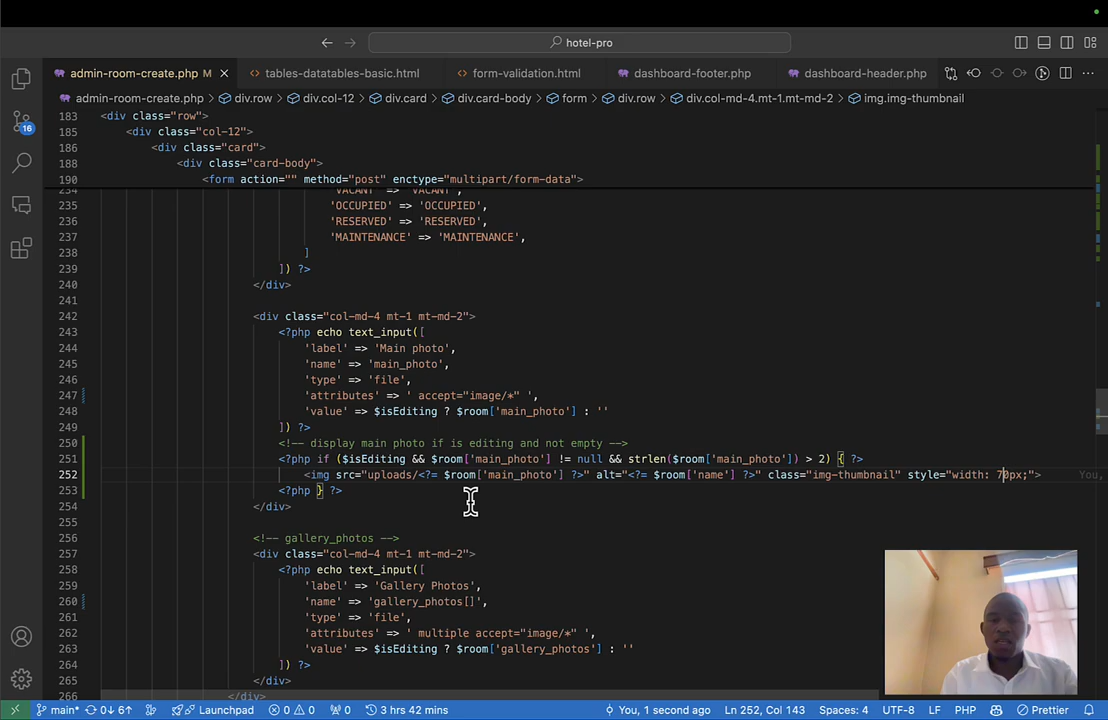 hotel-pro
admin-room-create.php M
tables-datatables-basic.html
form-validation.html
dashboard-footer.php
dashboard-header.php
admin-room-create.php > div.row > div.col-12 > div.card > div.card-body > form > div.row > div.col-md-4.mt-1.mt-md-2 > img.img-thumbnail
183 <div class="row">
185 <div class="col-12">
186 <div class="card">
188 <div class="card-body">
190 <form action="" method="post" enctype="multipart/form-data">
234 'VACANT' => 'VACANT',
235 'OCCUPIED' => 'OCCUPIED',
236 'RESERVED' => 'RESERVED',
237 'MAINTENANCE' => 'MAINTENANCE',
238 ]
239 ]) ?>
240 </div>
241
242 <div class="col-md-4 mt-1 mt-md-2">
243 <?php echo text_input([
244 'label' => 'Main photo',
245 'name' => 'main_photo',
246 'type' => 'file',
247 'attributes' => ' accept="image/*" ',
248 'value' => $isEditing ? $room['main_photo'] : ''
249 ]) ?>
250 <!-- display main photo if is editing and not empty -->
251 <?php if ($isEditing && $room['main_photo'] != null && strlen($room['main_photo']) > 2) { ?>
252 <img src="uploads/<?= $room['main_photo'] ?>" alt="<?= $room['name'] ?>" class="img-thumbnail" style="width: 70px;"> You,
253 <?php } ?>
254 </div>
255
256 <!-- gallery_photos -->
257 <div class="col-md-4 mt-1 mt-md-2">
258 <?php echo text_input([
259 'label' => 'Gallery Photos',
260 'name' => 'gallery_photos[]',
261 'type' => 'file',
262 'attributes' => ' multiple accept="image/*" ',
263 'value' => $isEditing ? $room['gallery_photos'] : ''
264 ]) ?>
265 </div>
266 </div>
16
main* 0↓ 6↑ Launchpad 0 0 0 3 hrs 42 mins You, 1 second ago Ln 252, Col 143 Spaces: 4 UTF-8 LF PHP Prettier